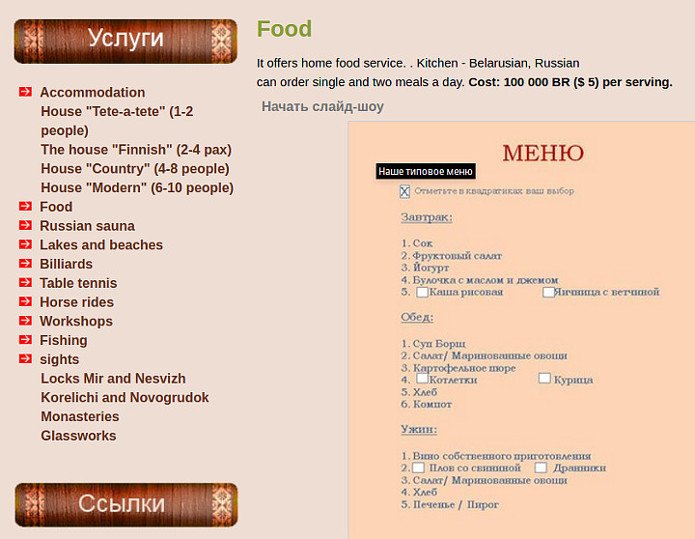 Услуги
Accommodation
House "Tete-a-tete" (1-2
people)
The house "Finnish" (2-4 pax)
House "Country" (4-8 people)
House "Modern" (6-10 people)
Food
Russian sauna
Lakes and beaches
Billiards
Table tennis
Horse rides
Workshops
Fishing
sights
Locks Mir and Nesvizh
Korelichi and Novogrudok
Monasteries
Glassworks
Ссылки
Food
It offers home food service. . Kitchen - Belarusian, Russian
can order single and two meals a day. Cost: 100 000 BR ($ 5) per serving.
Начать слайд-шоу
МЕНЮ
Наше типовое меню
Отметьте в квадратиках ваш выбор
Завтрак:
1. Сок
2. Фруктовый салат
3. Йогурт
4. Булочка с маслом и джемом
5. Каша рисовая Яичница с ветчиной
Обед:
1. Суп Борщ
2. Салат/ Маринованные овощи
3. Картофельное пюре
4. Котлетки Курица
5. Хлеб
6. Компот
Ужин:
1. Вино собственного приготовления
2. Плов со свининой Драники
3. Салат/ Маринованные овощи
4. Хлеб
5. Печенье / Пирог